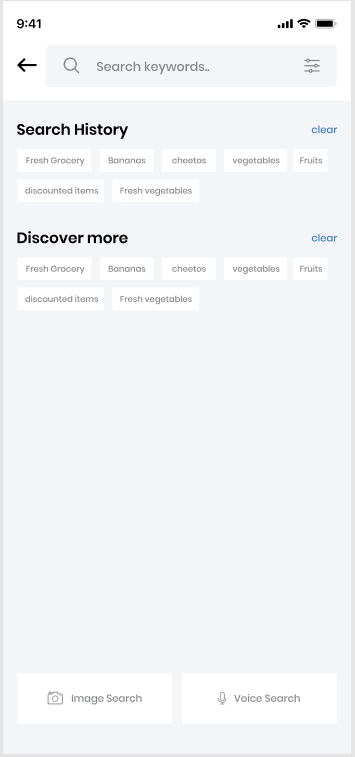 9:41
Search keywords..
Search History clear
Fresh Grocery Bananas cheetos vegetables Fruits
discounted items Fresh vegetables
Discover more clear
Fresh Grocery Bananas cheetos vegetables Fruits
discounted items Fresh vegetables
Image Search Voice Search